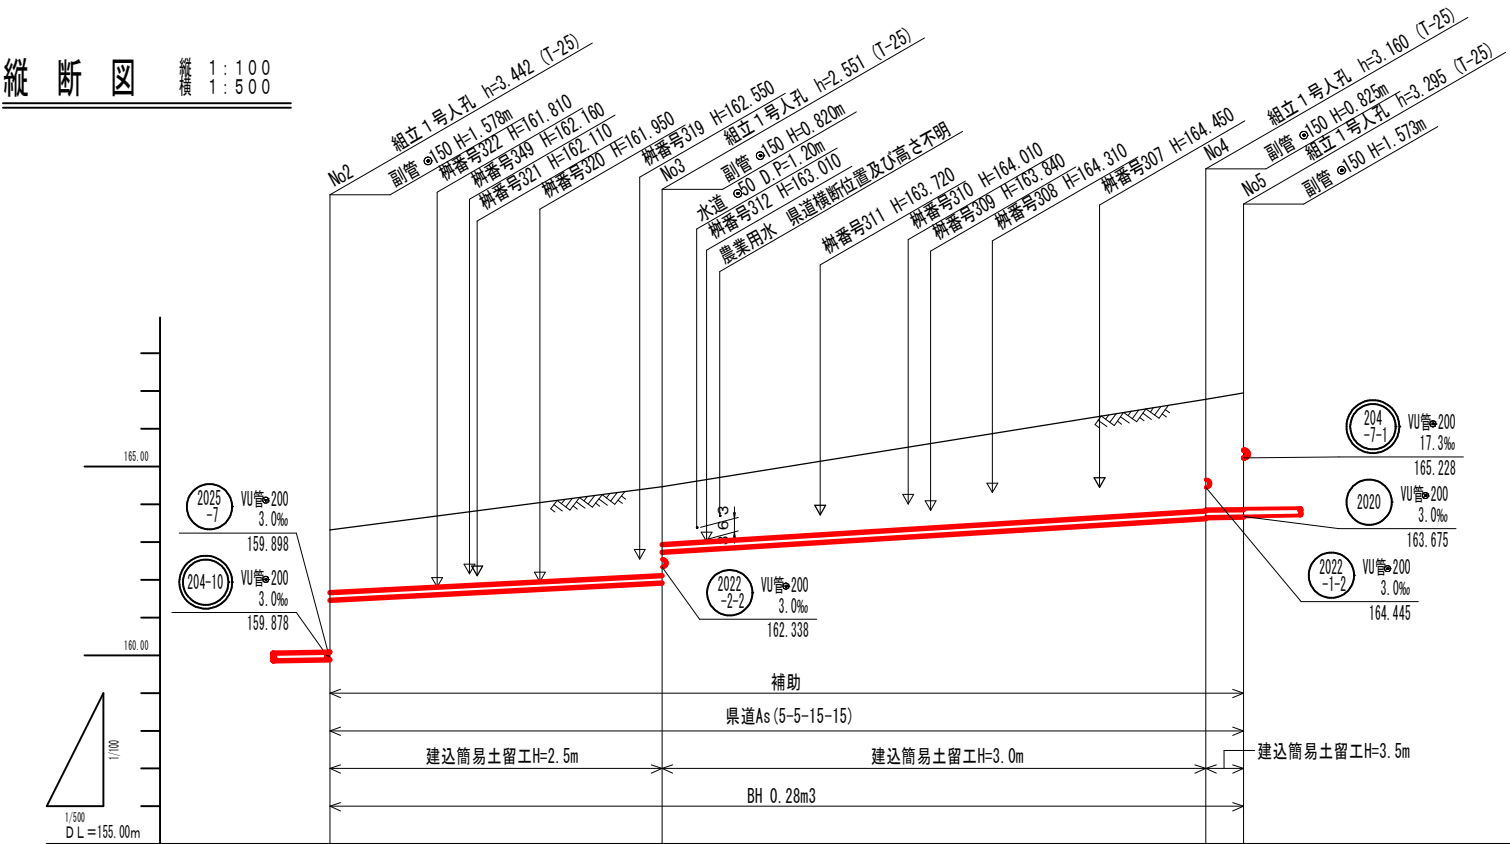 縦断図
縦 1:100
横 1:500
No2
組立1号人孔 h=3.442 (T-25)
副管 150 H=1.578m
桝番号322 H=161.810
桝番号349 H=162.160
桝番号321 H=162.110
桝番号320 H=161.950
桝番号319 H=162.550
No3
組立1号人孔 h=2.551 (T-25)
副管 150 H=0.820m
水道 50 D.P=1.20m
桝番号312 H=163.010
農業用水 県道横断位置及び高さ不明
桝番号311 H=163.720
桝番号310 H=164.010
桝番号309 H=163.840
桝番号308 H=164.310
桝番号307 H=164.450
No4
組立1号人孔 h=3.160 (T-25)
副管 150 H=0.825m
No5
組立1号人孔 h=3.295 (T-25)
副管 150 H=1.573m
165.00
160.00
2025
-7
VU管 200
3.0‰
159.898
204-10
VU管 200
3.0‰
159.878
2022
-2-2
VU管 200
3.0‰
162.338
204
-7-1
VU管 200
17.3‰
165.228
2020
VU管 200
3.0‰
163.675
2022
-1-2
VU管 200
3.0‰
164.445
補助
県道As(5-5-15-15)
建込簡易土留工H=2.5m
建込簡易土留工H=3.0m
建込簡易土留工H=3.5m
BH 0.28m3
1/100
1/500
DL=155.00m